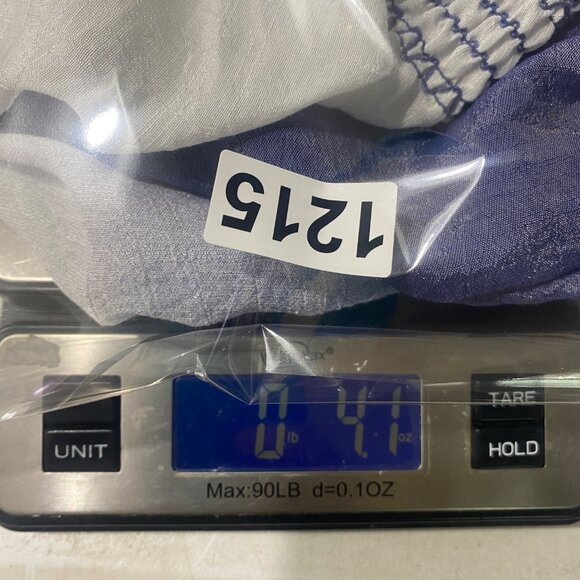 1215
0 lb 4.1 oz
UNIT
TARE
HOLD
Max:90LB d=0.1OZ